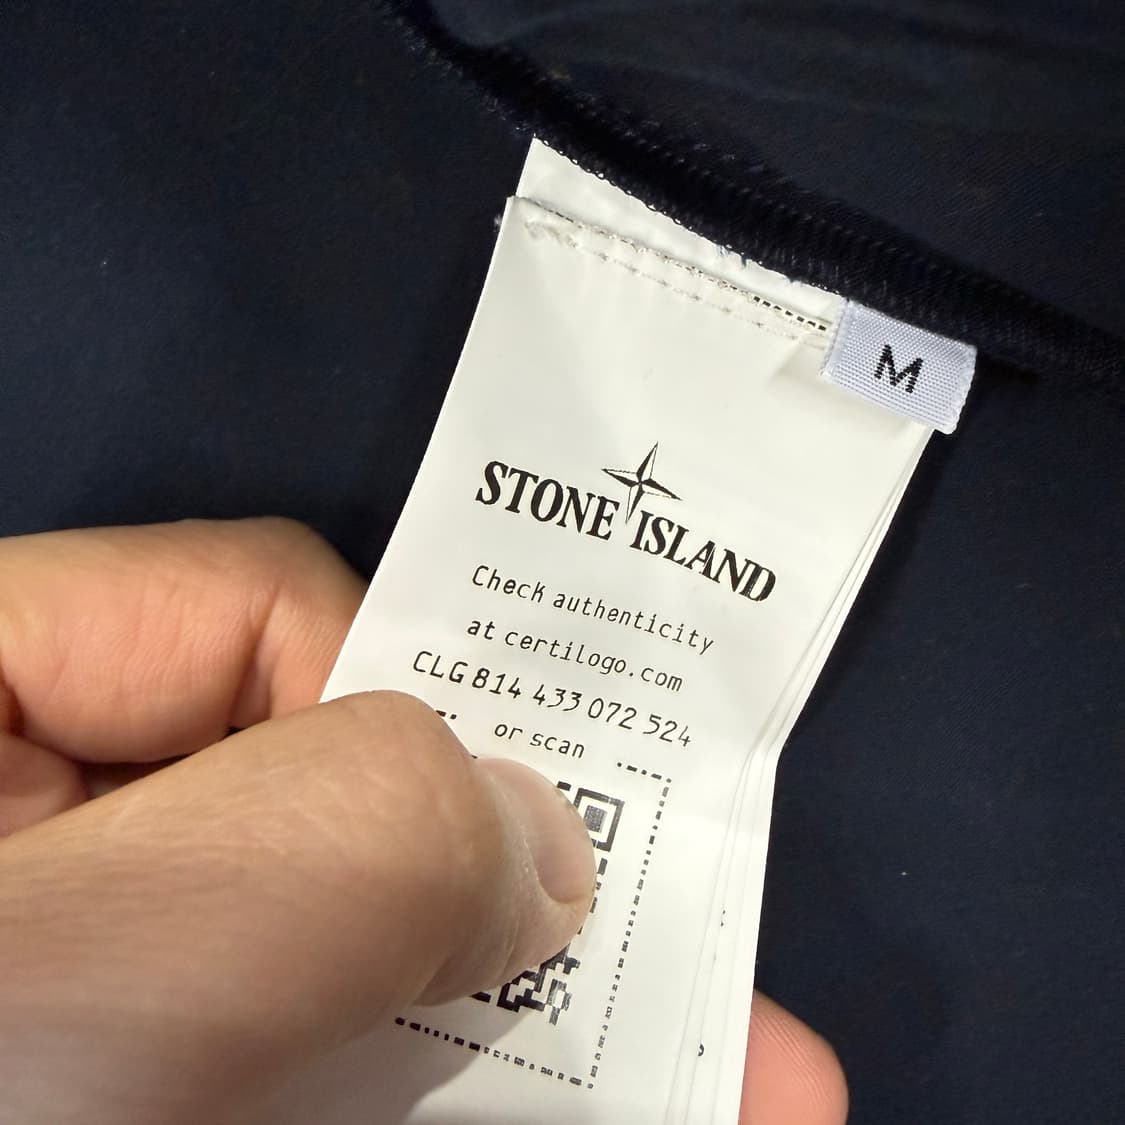 M
STONE ISLAND
Check authenticity
at certilogo.com
CLG 814 433 072 524
or scan